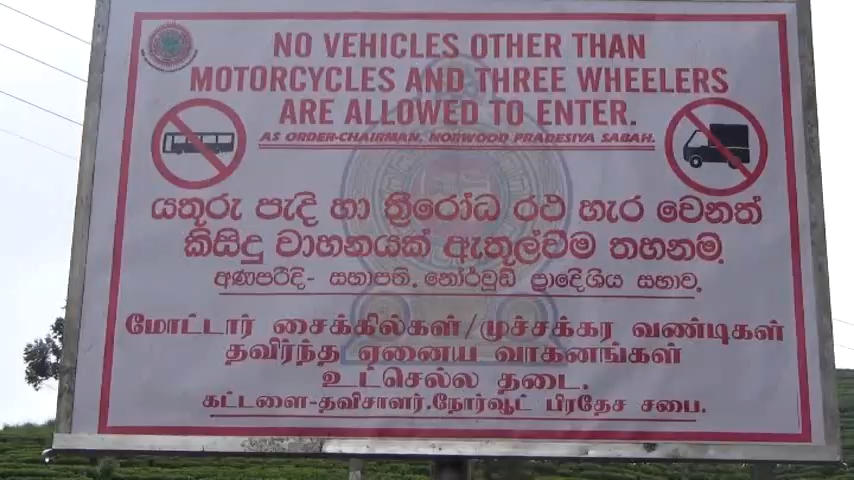 NO VEHICLES OTHER THAN
MOTORCYCLES AND THREE WHEELERS
ARE ALLOWED TO ENTER.
AS ORDER-CHAIRMAN, NORWOOD PRADESIYA SABAH.
යතුරු පැදි හා ත්‍රීරෝධ රථ හැර වෙනත්
කිසිදු වාහනයක් ඇතුල්වීම තහනම්.
අණපරිදි- සභාපති. නෝර්වුඩ් ප්‍රාදේශීය සභාව.
மோட்டார் சைக்கில்கள்/முச்சக்கர வண்டிகள்
தவிர்ந்த ஏனைய வாகனங்கள்
உட்செல்ல தடை.
கட்டளை-தவிசாளர்.நோர்வூட் பிரதேச சபை.